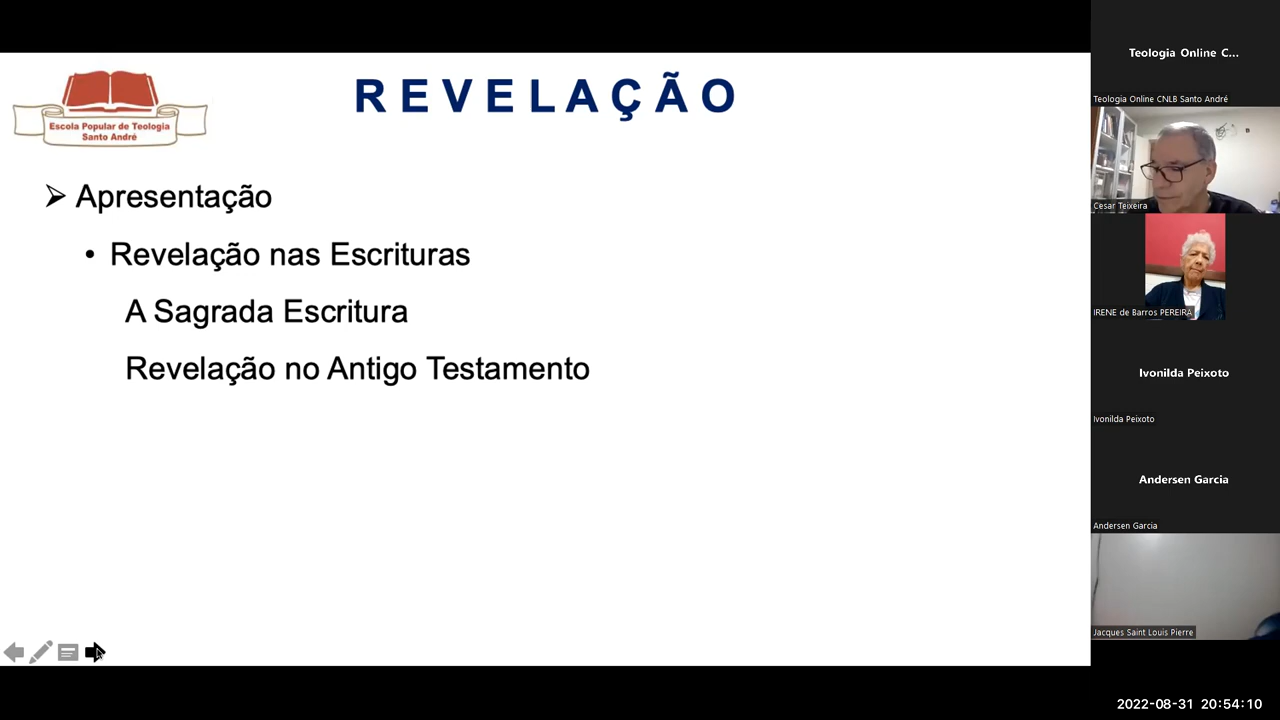 R E V E L A Ç Ã O
Escola Popular de Teologia
Santo André
➢ Apresentação
• Revelação nas Escrituras
A Sagrada Escritura
Revelação no Antigo Testamento
Teologia Online C...
Teologia Online CNLB Santo André
Cesar Teixeira
IRENE de Barros PEREIRA
Ivonilda Peixoto
Ivonilda Peixoto
Andersen Garcia
Andersen Garcia
Jacques Saint Louis Pierre
2022-08-31 20:54:10